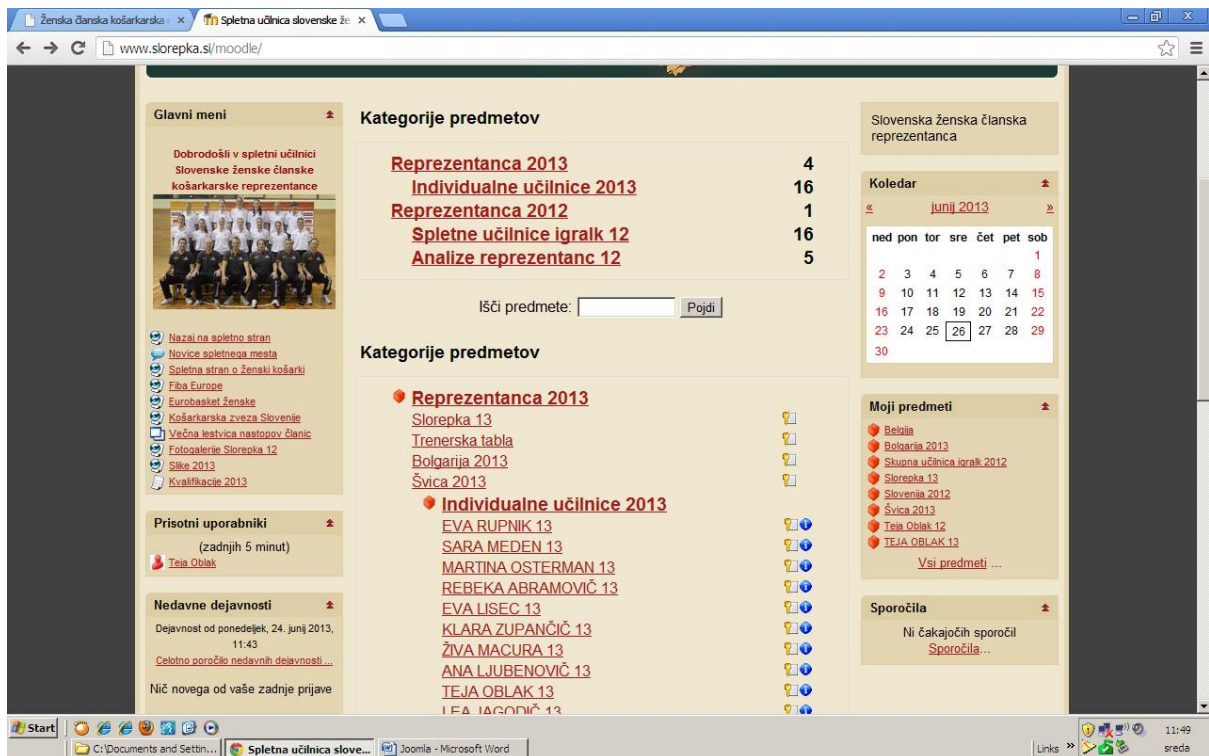 Ženska članska košarkarska r
Spletna učilnica slovenske že
www.slorepka.si/moodle/
Glavni meni
Dobrodošli v spletni učilnici
Slovenske ženske članske
košarkarske reprezentance
Nazaj na spletno stran
Novice spletnega mesta
Spletna stran o ženski košarki
Fiba Europe
Eurobasket ženske
Košarkarska zveza Slovenije
Večna lestvica nastopov članic
Fotogalerije Slorepka 12
Slike 2013
Kvalifikacije 2013
Prisotni uporabniki
(zadnjih 5 minut)
Teja Oblak
Nedavne dejavnosti
Dejavnost od ponedeljek, 24. junij 2013,
11:43
Celotno poročilo nedavnih dejavnosti ...
Nič novega od vaše zadnje prijave
Kategorije predmetov
Reprezentanca 2013 4
Individualne učilnice 2013 16
Reprezentanca 2012 1
Spletne učilnice igralk 12 16
Analize reprezentanc 12 5
Išči predmete: Pojdi
Kategorije predmetov
Reprezentanca 2013
Slorepka 13
Trenerska tabla
Bolgarija 2013
Švica 2013
Individualne učilnice 2013
EVA RUPNIK 13
SARA MEDEN 13
MARTINA OSTERMAN 13
REBEKA ABRAMOVIČ 13
EVA LISEC 13
KLARA ZUPANČIČ 13
ŽIVA MACURA 13
ANA LJUBENOVIČ 13
TEJA OBLAK 13
LEA JAGODIČ 13
Slovenska ženska članska
reprezentanca
Koledar
« junij 2013 »
ned pon tor sre čet pet sob
1
2 3 4 5 6 7 8
9 10 11 12 13 14 15
16 17 18 19 20 21 22
23 24 25 26 27 28 29
30
Moji predmeti
Belgija
Bolgarija 2013
Skupna učilnica igralk 2012
Slorepka 13
Slovenija 2012
Švica 2013
Teja Oblak 12
TEJA OBLAK 13
Vsi predmeti ...
Sporočila
Ni čakajočih sporočil
Sporočila...
Start
C:\Documents and Settin...
Spletna učilnica slove...
Joomla - Microsoft Word
Links »
11:49
sreda